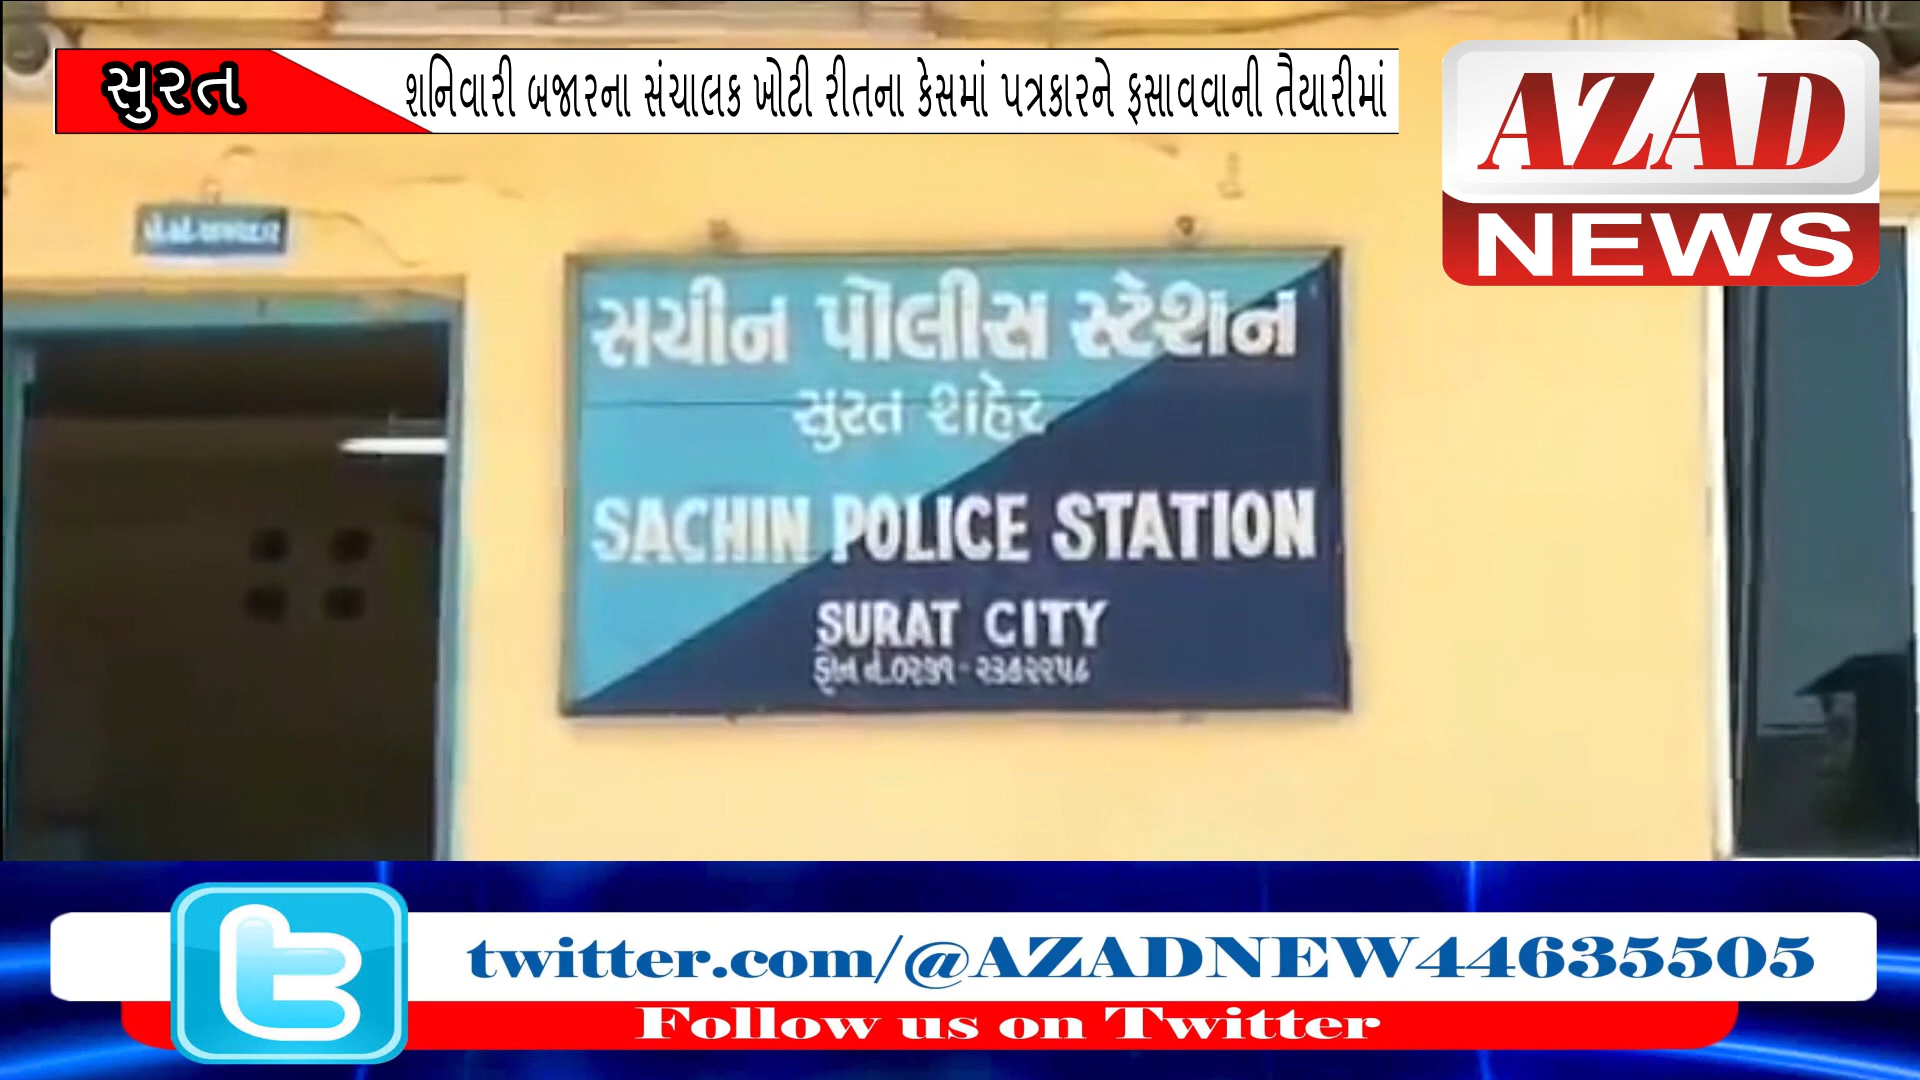 સુરત
શનિવારી બજારના સંચાલક ખોટી રીતના કેસમાં પત્રકારને ફસાવવાની તૈયારીમાં
AZAD
NEWS
સચીન પોલીસ સ્ટેશન
સુરત શહેર
SACHIN POLICE STATION
SURAT CITY
ફોન નં.૦૨૬૧-
twitter.com/@AZADNEW44635505
Follow us on Twitter